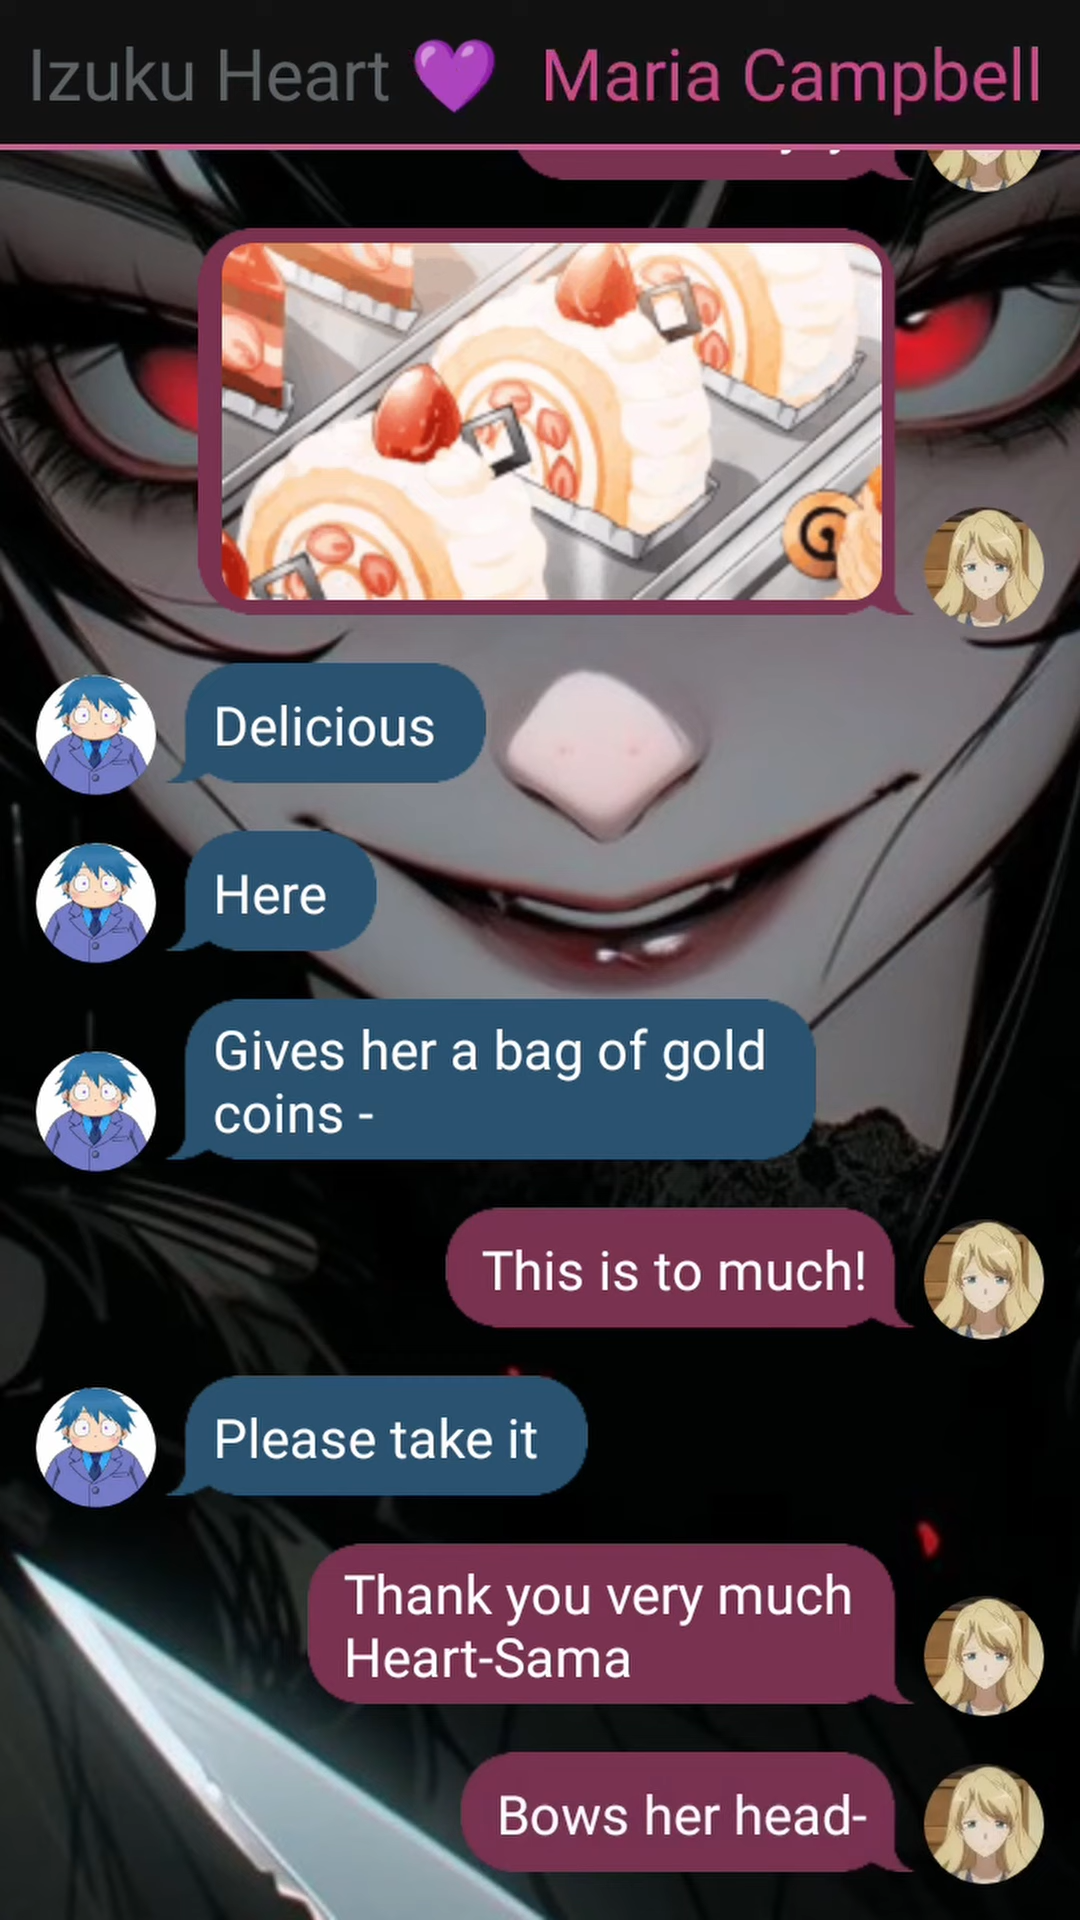 Izuku Heart 💜 Maria Campbell
Delicious
Here
Gives her a bag of gold
coins -
This is to much!
Please take it
Thank you very much
Heart-Sama
Bows her head-